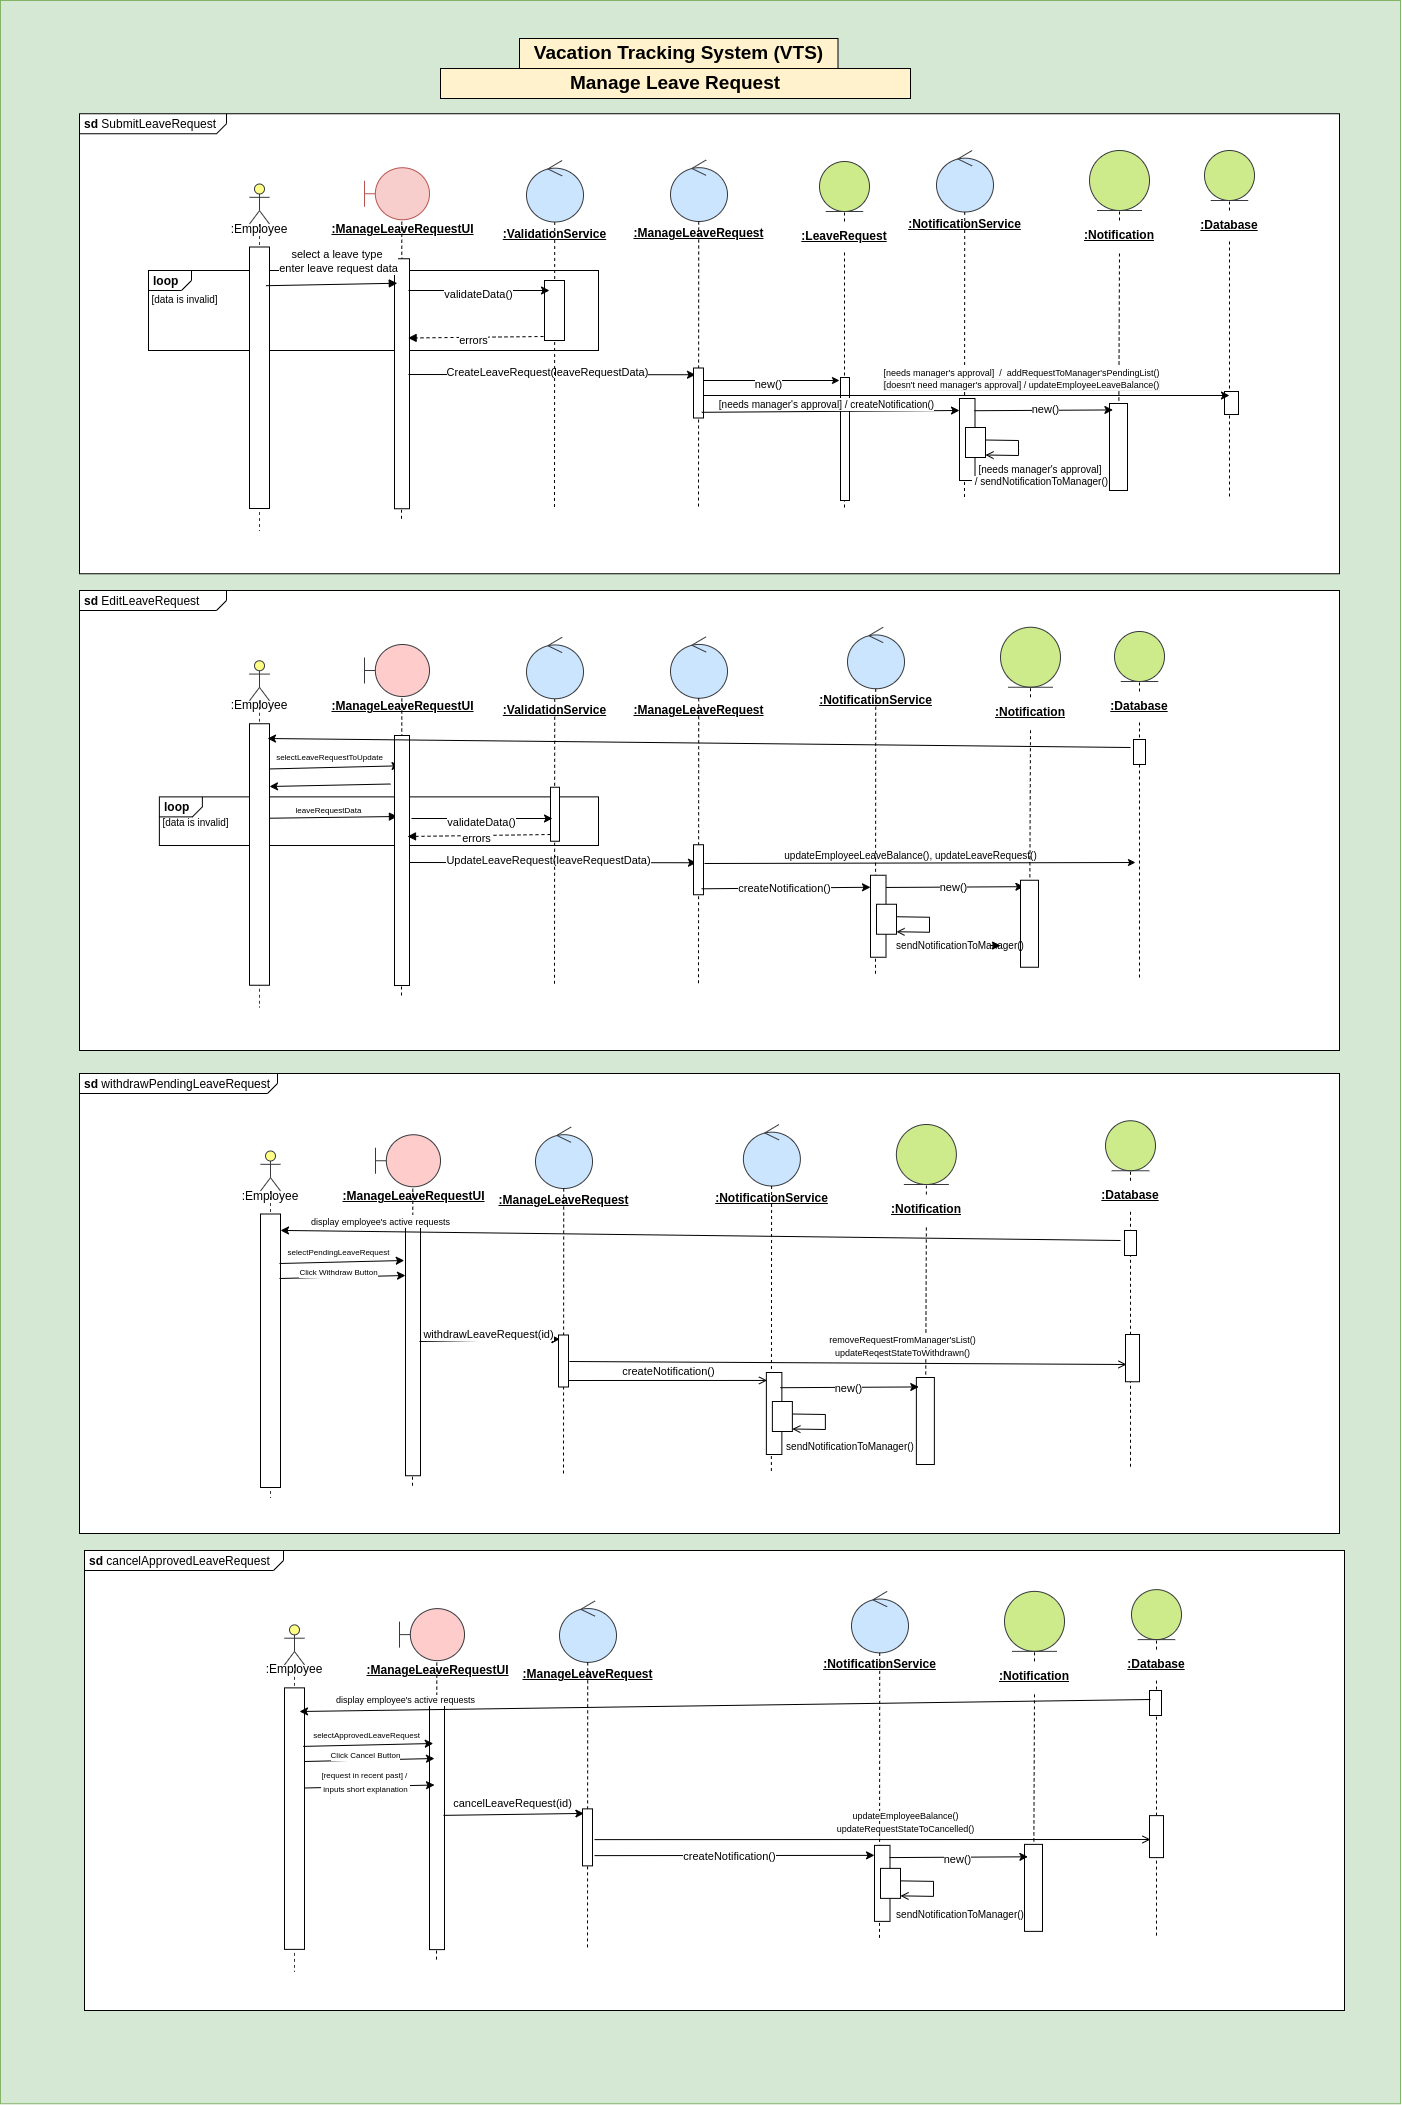 Vacation Tracking System (VTS)
Manage Leave Request
sd SubmitLeaveRequest
:Employee
:ManageLeaveRequestUI
:ValidationService
:ManageLeaveRequest
:LeaveRequest
:NotificationService
:Notification
:Database
select a leave type
enter leave request data
loop
[data is invalid]
validateData()
errors
CreateLeaveRequest(leaveRequestData)
new()
[needs manager's approval] / addRequestToManager'sPendingList()
[doesn't need manager's approval] / updateEmployeeLeaveBalance()
[needs manager's approval] / createNotification()
new()
[needs manager's approval]
/ sendNotificationToManager()
sd EditLeaveRequest
:Employee
:ManageLeaveRequestUI
:ValidationService
:ManageLeaveRequest
:NotificationService
:Notification
:Database
selectLeaveRequestToUpdate
loop
[data is invalid]
leaveRequestData
validateData()
errors
UpdateLeaveRequest(leaveRequestData)
updateEmployeeLeaveBalance(), updateLeaveRequest()
createNotification()
new()
sendNotificationToManager()
sd withdrawPendingLeaveRequest
:Employee
:ManageLeaveRequestUI
:ManageLeaveRequest
:NotificationService
:Notification
:Database
display employee's active requests
selectPendingLeaveRequest
Click Withdraw Button
withdrawLeaveRequest(id)
removeRequestFromManager'sList()
updateReqestStateToWithdrawn()
createNotification()
new()
sendNotificationToManager()
sd cancelApprovedLeaveRequest
:Employee
:ManageLeaveRequestUI
:ManageLeaveRequest
:NotificationService
:Notification
:Database
display employee's active requests
selectApprovedLeaveRequest
Click Cancel Button
[request in recent past] /
inputs short explanation
cancelLeaveRequest(id)
updateEmployeeBalance()
updateRequestStateToCancelled()
createNotification()
new()
sendNotificationToManager()